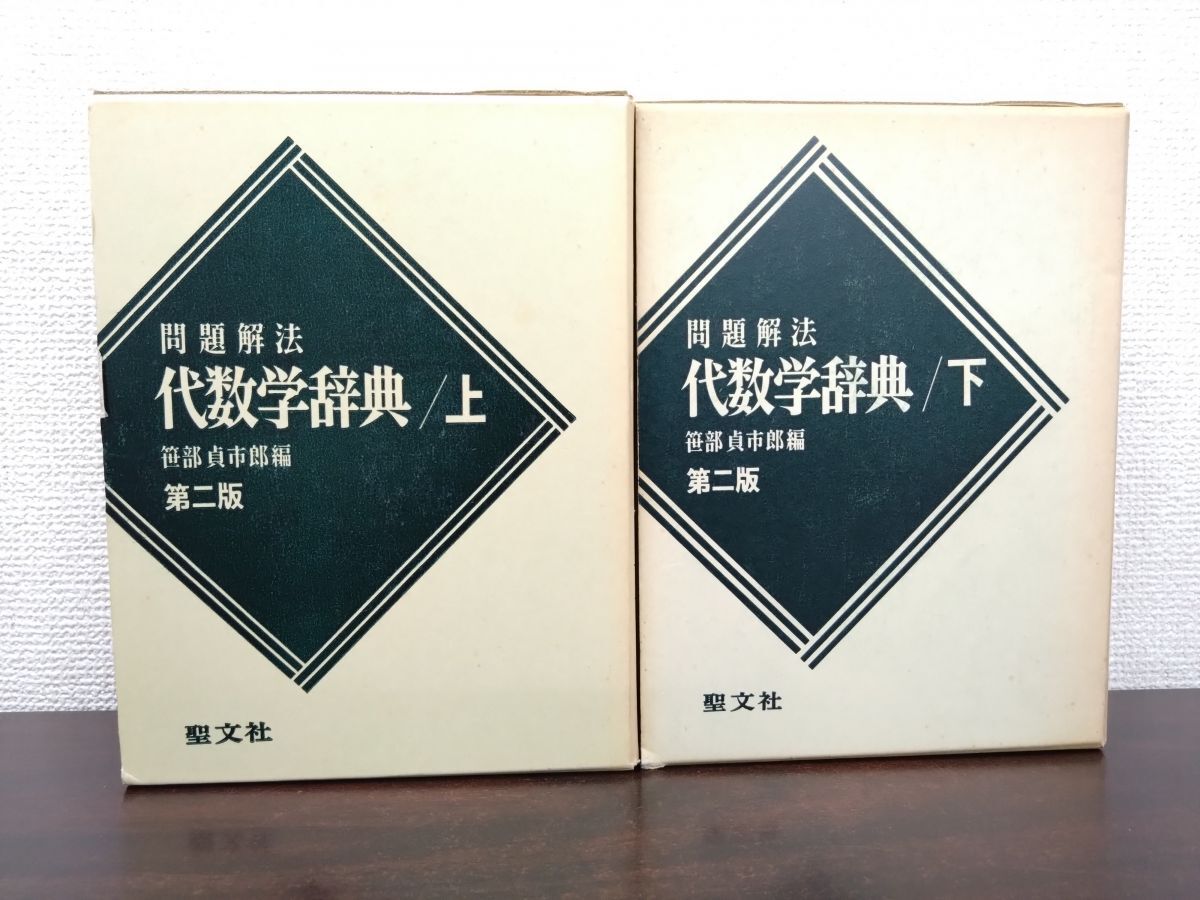 問題解法
代数学辞典/上
笹部貞市郎編
第二版
聖文社
問題解法
代数学辞典/下
笹部貞市郎編
第二版
聖文社